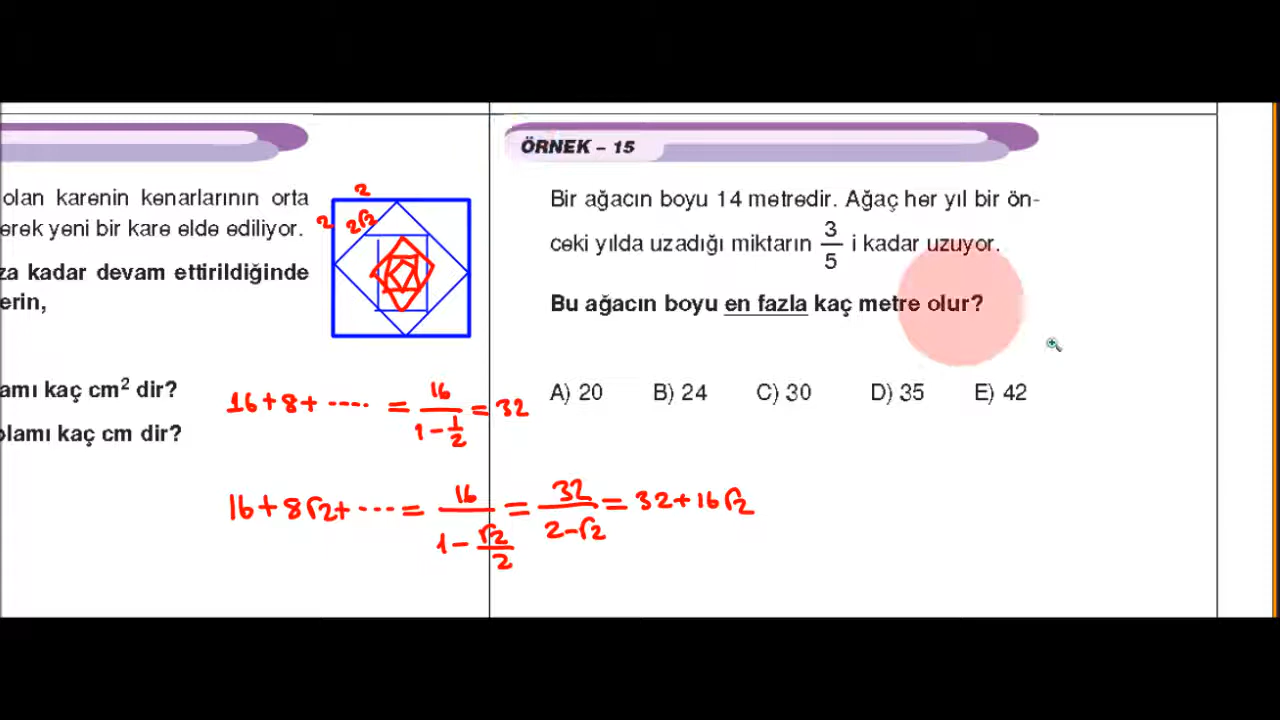 olan karenin kenarlarının orta
erek yeni bir kare elde ediliyor.
za kadar devam ettirildiğinde
erin,
amı kaç cm² dir?
olamı kaç cm dir?
2
2
2√2
16+8+ ····· = 16/(1 − 1/2) = 32
16+8√2+ ···· = 16/(1 − √2/2) = 32/(2−√2) = 32+16√2
ÖRNEK – 15
Bir ağacın boyu 14 metredir. Ağaç her yıl bir ön-
ceki yılda uzadığı miktarın 3/5 i kadar uzuyor.
Bu ağacın boyu en fazla kaç metre olur?
A) 20 B) 24 C) 30 D) 35 E) 42